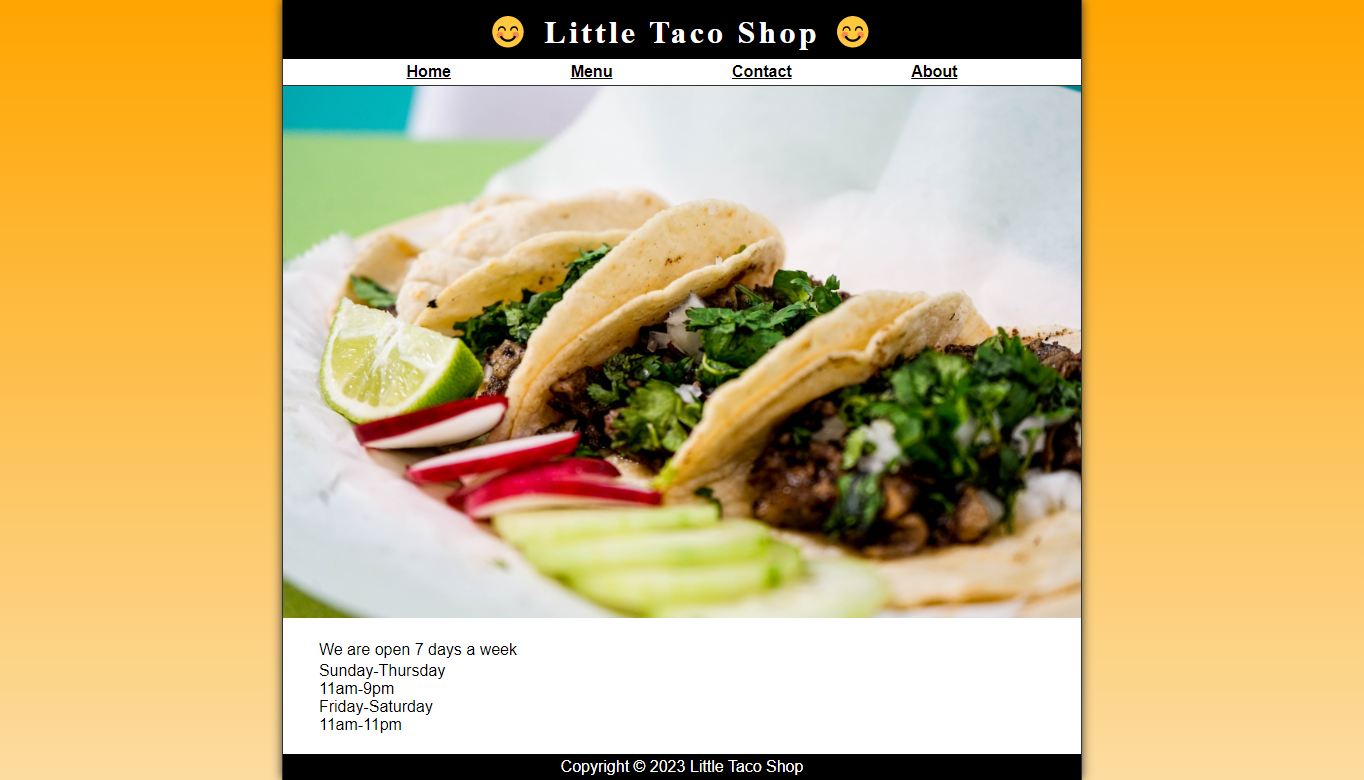 😊 Little Taco Shop 😊
Home Menu Contact About
We are open 7 days a week
Sunday-Thursday
11am-9pm
Friday-Saturday
11am-11pm
Copyright © 2023 Little Taco Shop